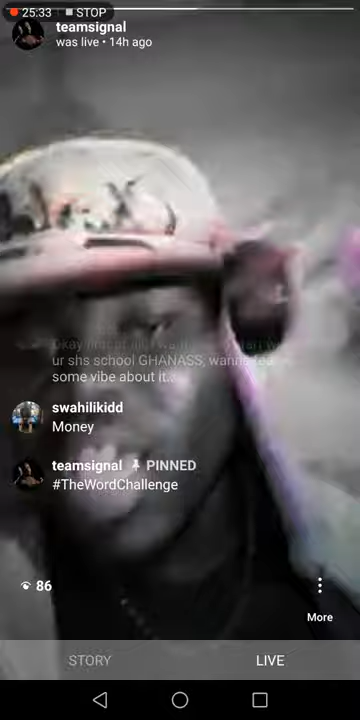 25:33 STOP
teamsignal
was live • 14h ago
ur shs school GHANASS, wanna
some vibe about it..
swahilikidd
Money
teamsignal PINNED
#TheWordChallenge
86
More
STORY LIVE